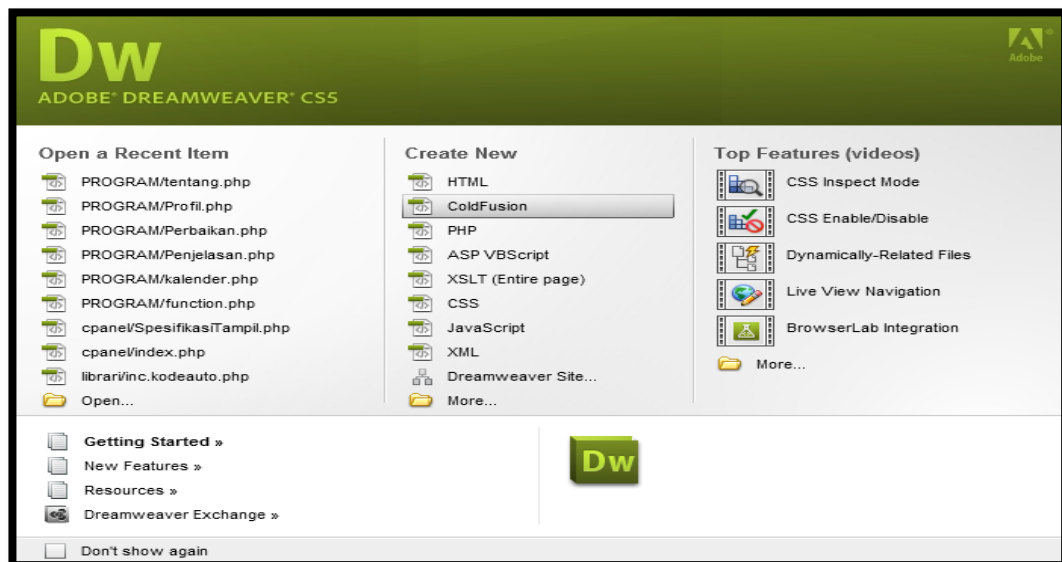 Dw
ADOBE® DREAMWEAVER® CS5
Adobe®
Open a Recent Item
PROGRAM/tentang.php
PROGRAM/Profil.php
PROGRAM/Perbaikan.php
PROGRAM/Penjelasan.php
PROGRAM/kalender.php
PROGRAM/function.php
cpanel/SpesifikasiTampil.php
cpanel/index.php
librari/inc.kodeauto.php
Open...
Create New
HTML
ColdFusion
PHP
ASP VBScript
XSLT (Entire page)
CSS
JavaScript
XML
Dreamweaver Site...
More...
Top Features (videos)
CSS Inspect Mode
CSS Enable/Disable
Dynamically-Related Files
Live View Navigation
BrowserLab Integration
More...
Getting Started »
New Features »
Resources »
Dreamweaver Exchange »
Dw
Don't show again